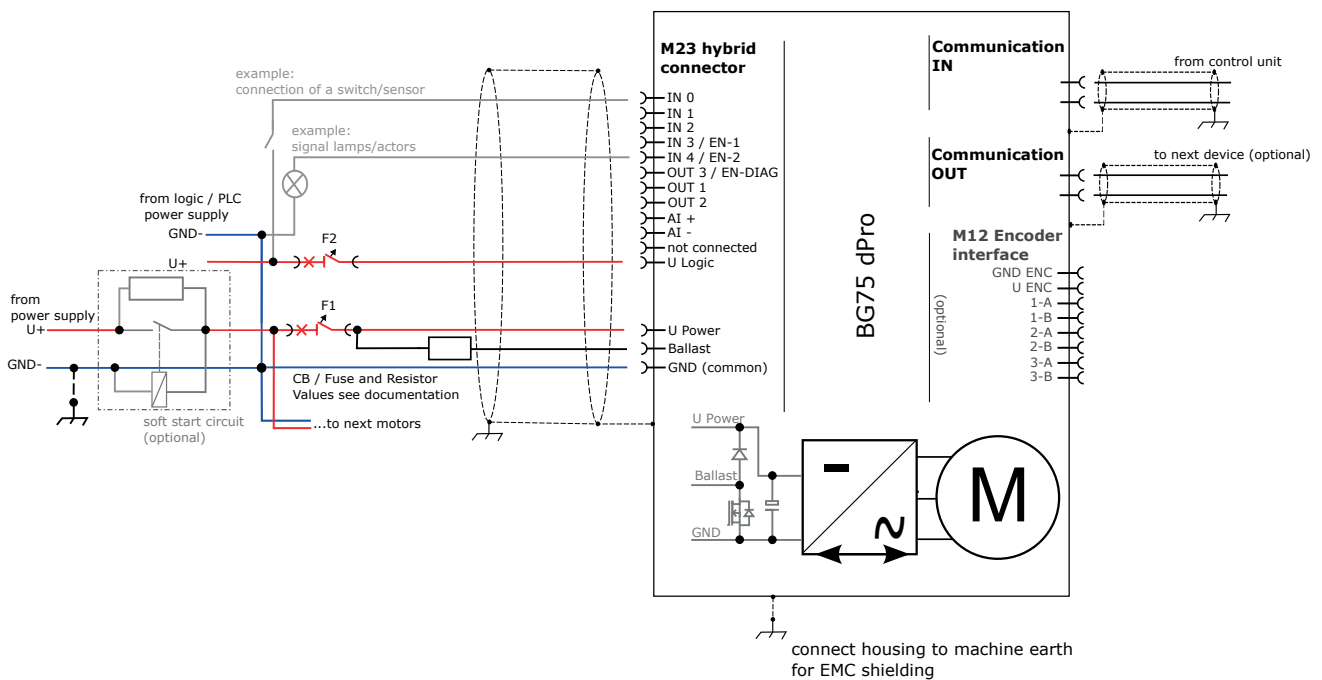 example:
connection of a switch/sensor
example:
signal lamps/actors
from logic / PLC
power supply
GND-
U+
F2
from
power supply
U+
F1
GND-
CB / Fuse and Resistor
Values see documentation
soft start circuit
(optional)
...to next motors
M23 hybrid
connector
IN 0
IN 1
IN 2
IN 3 / EN-1
IN 4 / EN-2
OUT 3 / EN-DIAG
OUT 1
OUT 2
AI +
AI -
not connected
U Logic
U Power
Ballast
GND (common)
BG75 dPro
Communication
IN
from control unit
Communication
OUT
to next device (optional)
(optional)
M12 Encoder
interface
GND ENC
U ENC
1-A
1-B
2-A
2-B
3-A
3-B
U Power
Ballast
GND
M
connect housing to machine earth
for EMC shielding